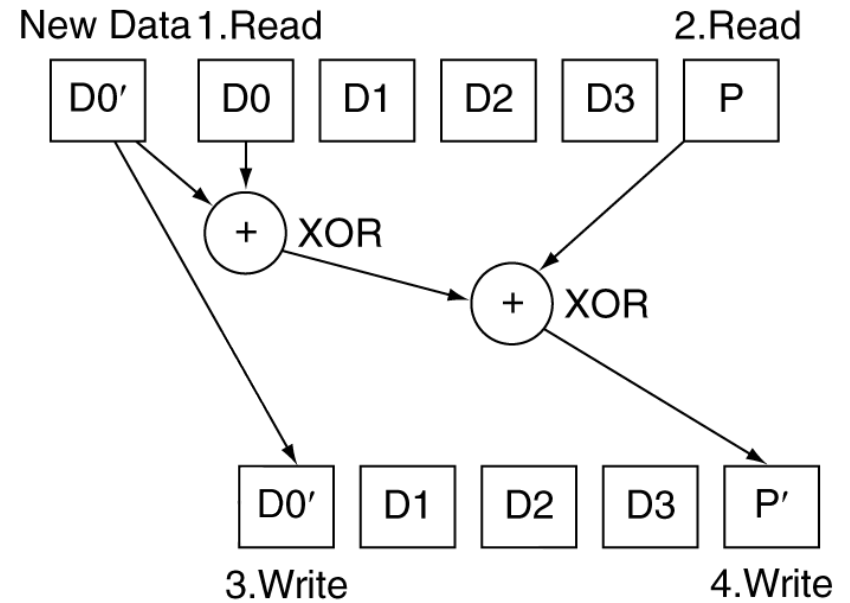 New Data 1.Read 2.Read
D0′ D0 D1 D2 D3 P
+ XOR
+ XOR
D0′ D1 D2 D3 P′
3.Write 4.Write